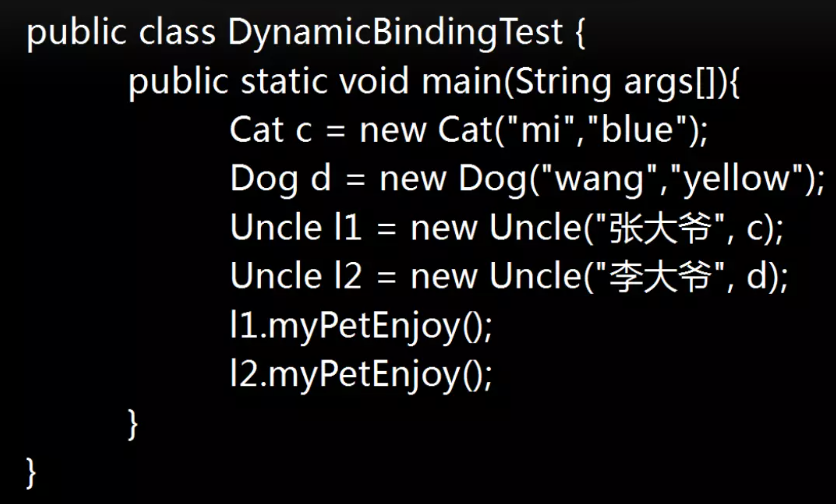 public class DynamicBindingTest {
public static void main(String args[]){
Cat c = new Cat("mi","blue");
Dog d = new Dog("wang","yellow");
Uncle l1 = new Uncle("张大爷", c);
Uncle l2 = new Uncle("李大爷", d);
l1.myPetEnjoy();
l2.myPetEnjoy();
}
}